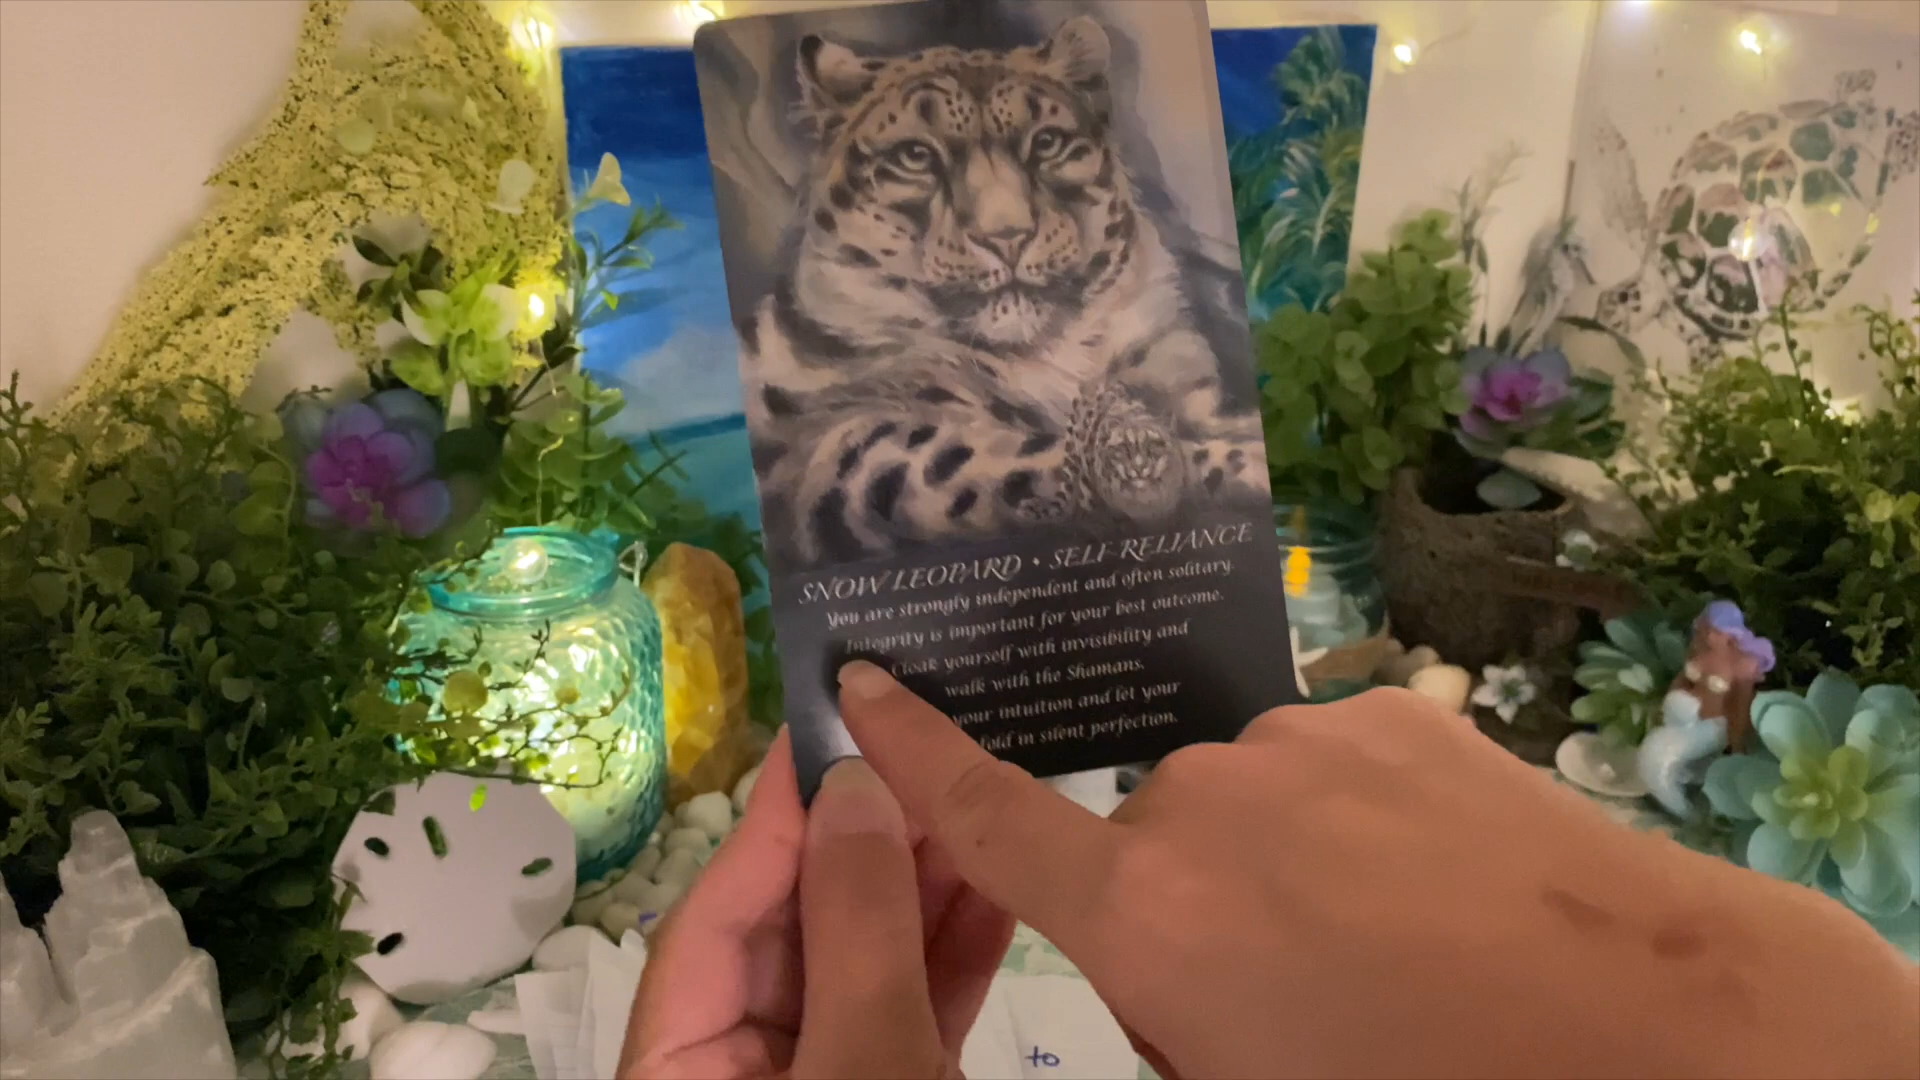 SNOW LEOPARD • SELF-RELIANCE
You are strongly independent and often solitary.
Integrity is important for your best outcome.
Cloak yourself with invisibility and
walk with the Shamans.
your intuition and let your
fold in silent perfection.
to